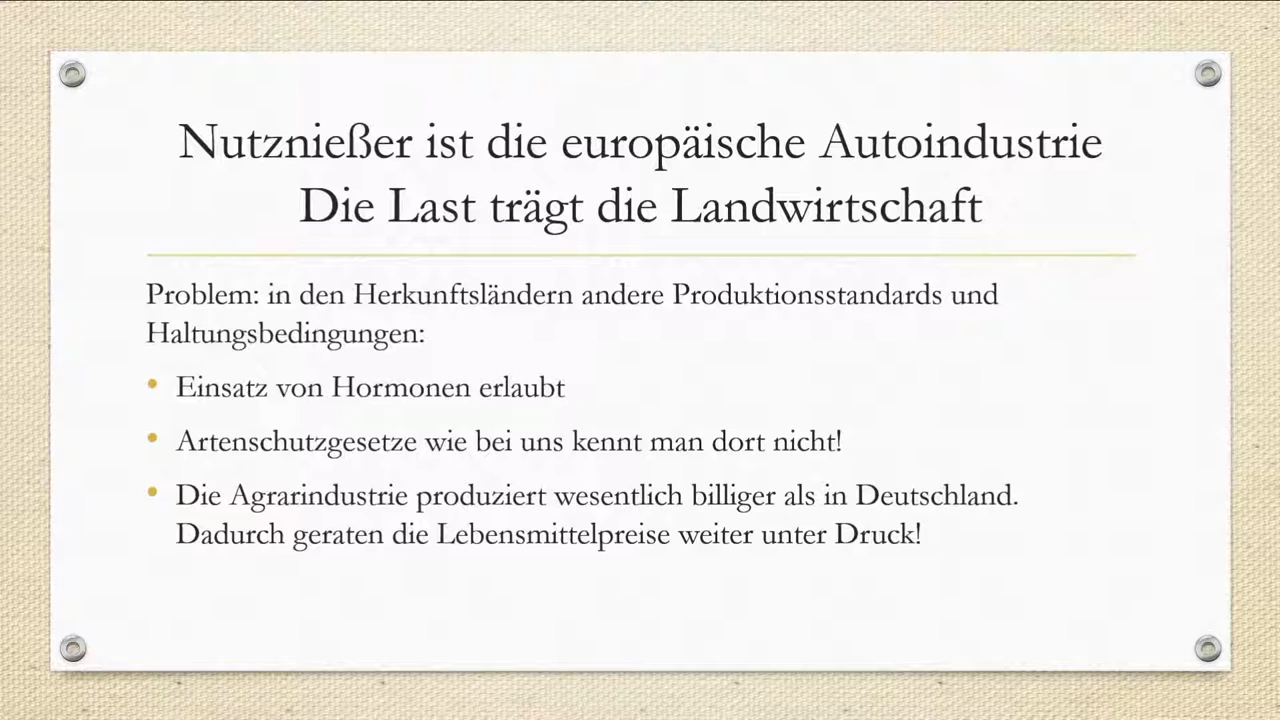 Nutznießer ist die europäische Autoindustrie
Die Last trägt die Landwirtschaft
Problem: in den Herkunftsländern andere Produktionsstandards und
Haltungsbedingungen:
• Einsatz von Hormonen erlaubt
• Artenschutzgesetze wie bei uns kennt man dort nicht!
• Die Agrarindustrie produziert wesentlich billiger als in Deutschland.
Dadurch geraten die Lebensmittelpreise weiter unter Druck!